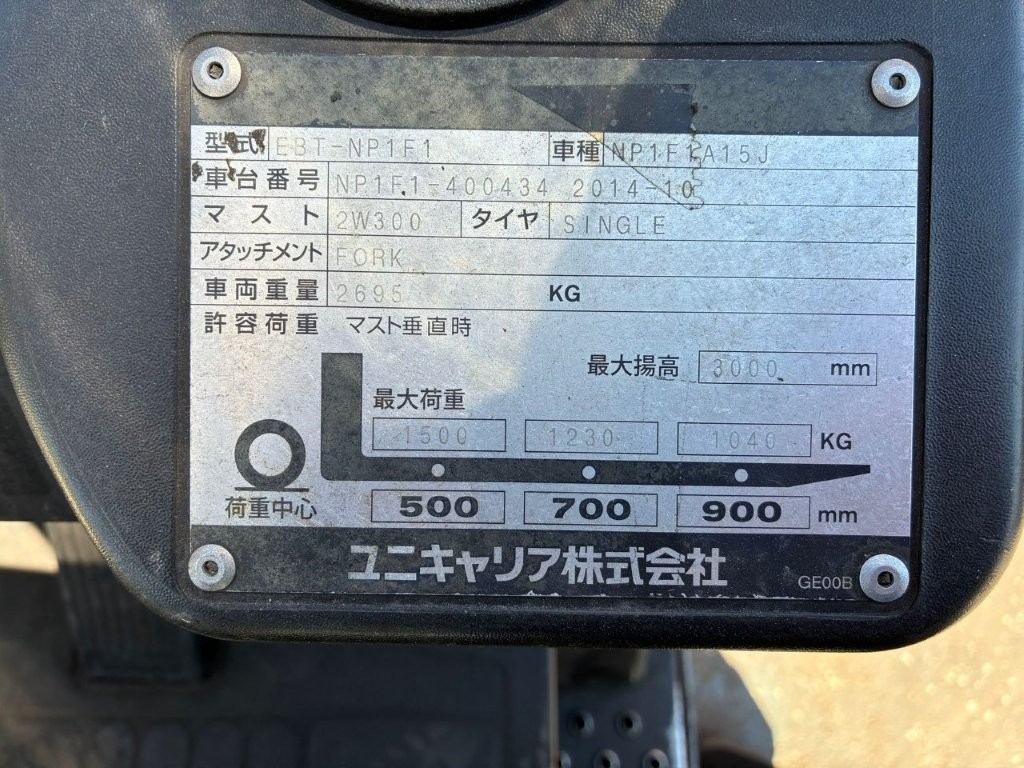 型式 EBT-NP1F1 車種 NP1F1A15J
車台番号 NP1F1-400434 2014-10
マスト 2W300 タイヤ SINGLE
アタッチメント FORK
車両重量 2695 KG
許容荷重 マスト垂直時
最大揚高 3000 mm
最大荷重
1500 1230 1040 KG
荷重中心 500 700 900 mm
ユニキャリア株式会社 GE00B